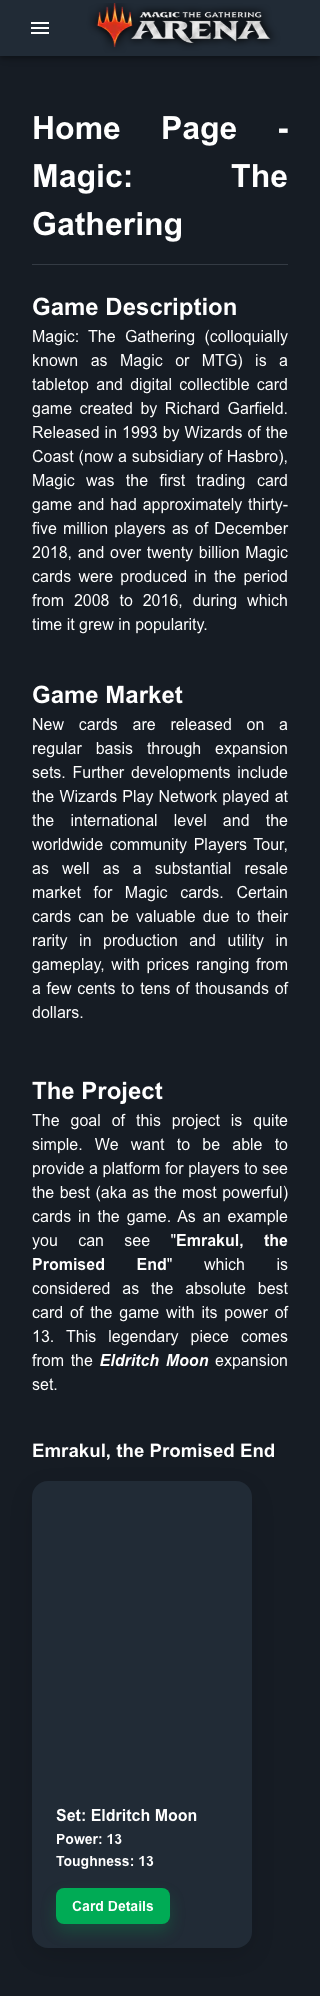 MAGIC THE GATHERING
ARENA
Home Page -
Magic: The
Gathering
Game Description
Magic: The Gathering (colloquially
known as Magic or MTG) is a
tabletop and digital collectible card
game created by Richard Garfield.
Released in 1993 by Wizards of the
Coast (now a subsidiary of Hasbro),
Magic was the first trading card
game and had approximately thirty-
five million players as of December
2018, and over twenty billion Magic
cards were produced in the period
from 2008 to 2016, during which
time it grew in popularity.
Game Market
New cards are released on a
regular basis through expansion
sets. Further developments include
the Wizards Play Network played at
the international level and the
worldwide community Players Tour,
as well as a substantial resale
market for Magic cards. Certain
cards can be valuable due to their
rarity in production and utility in
gameplay, with prices ranging from
a few cents to tens of thousands of
dollars.
The Project
The goal of this project is quite
simple. We want to be able to
provide a platform for players to see
the best (aka as the most powerful)
cards in the game. As an example
you can see "Emrakul, the
Promised End" which is
considered as the absolute best
card of the game with its power of
13. This legendary piece comes
from the Eldritch Moon expansion
set.
Emrakul, the Promised End
Set: Eldritch Moon
Power: 13
Toughness: 13
Card Details